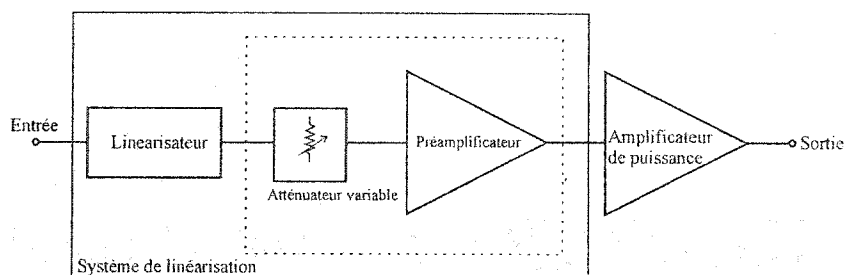 Entrée
Linearisateur
Atténuateur variable
Préamplificateur
Amplificateur
de puissance
Sortie
Système de linéarisation